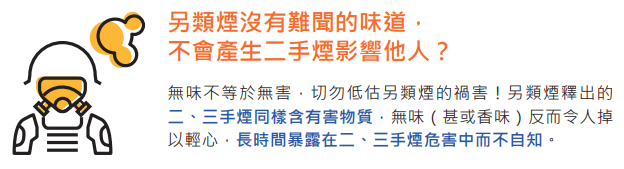 另類煙沒有難聞的味道，
不會產生二手煙影響他人？
無味不等於無害，切勿低估另類煙的禍害！另類煙釋出的
二、三手煙同樣含有害物質，無味（甚或香味）反而令人掉
以輕心，長時間暴露在二、三手煙危害中而不自知。